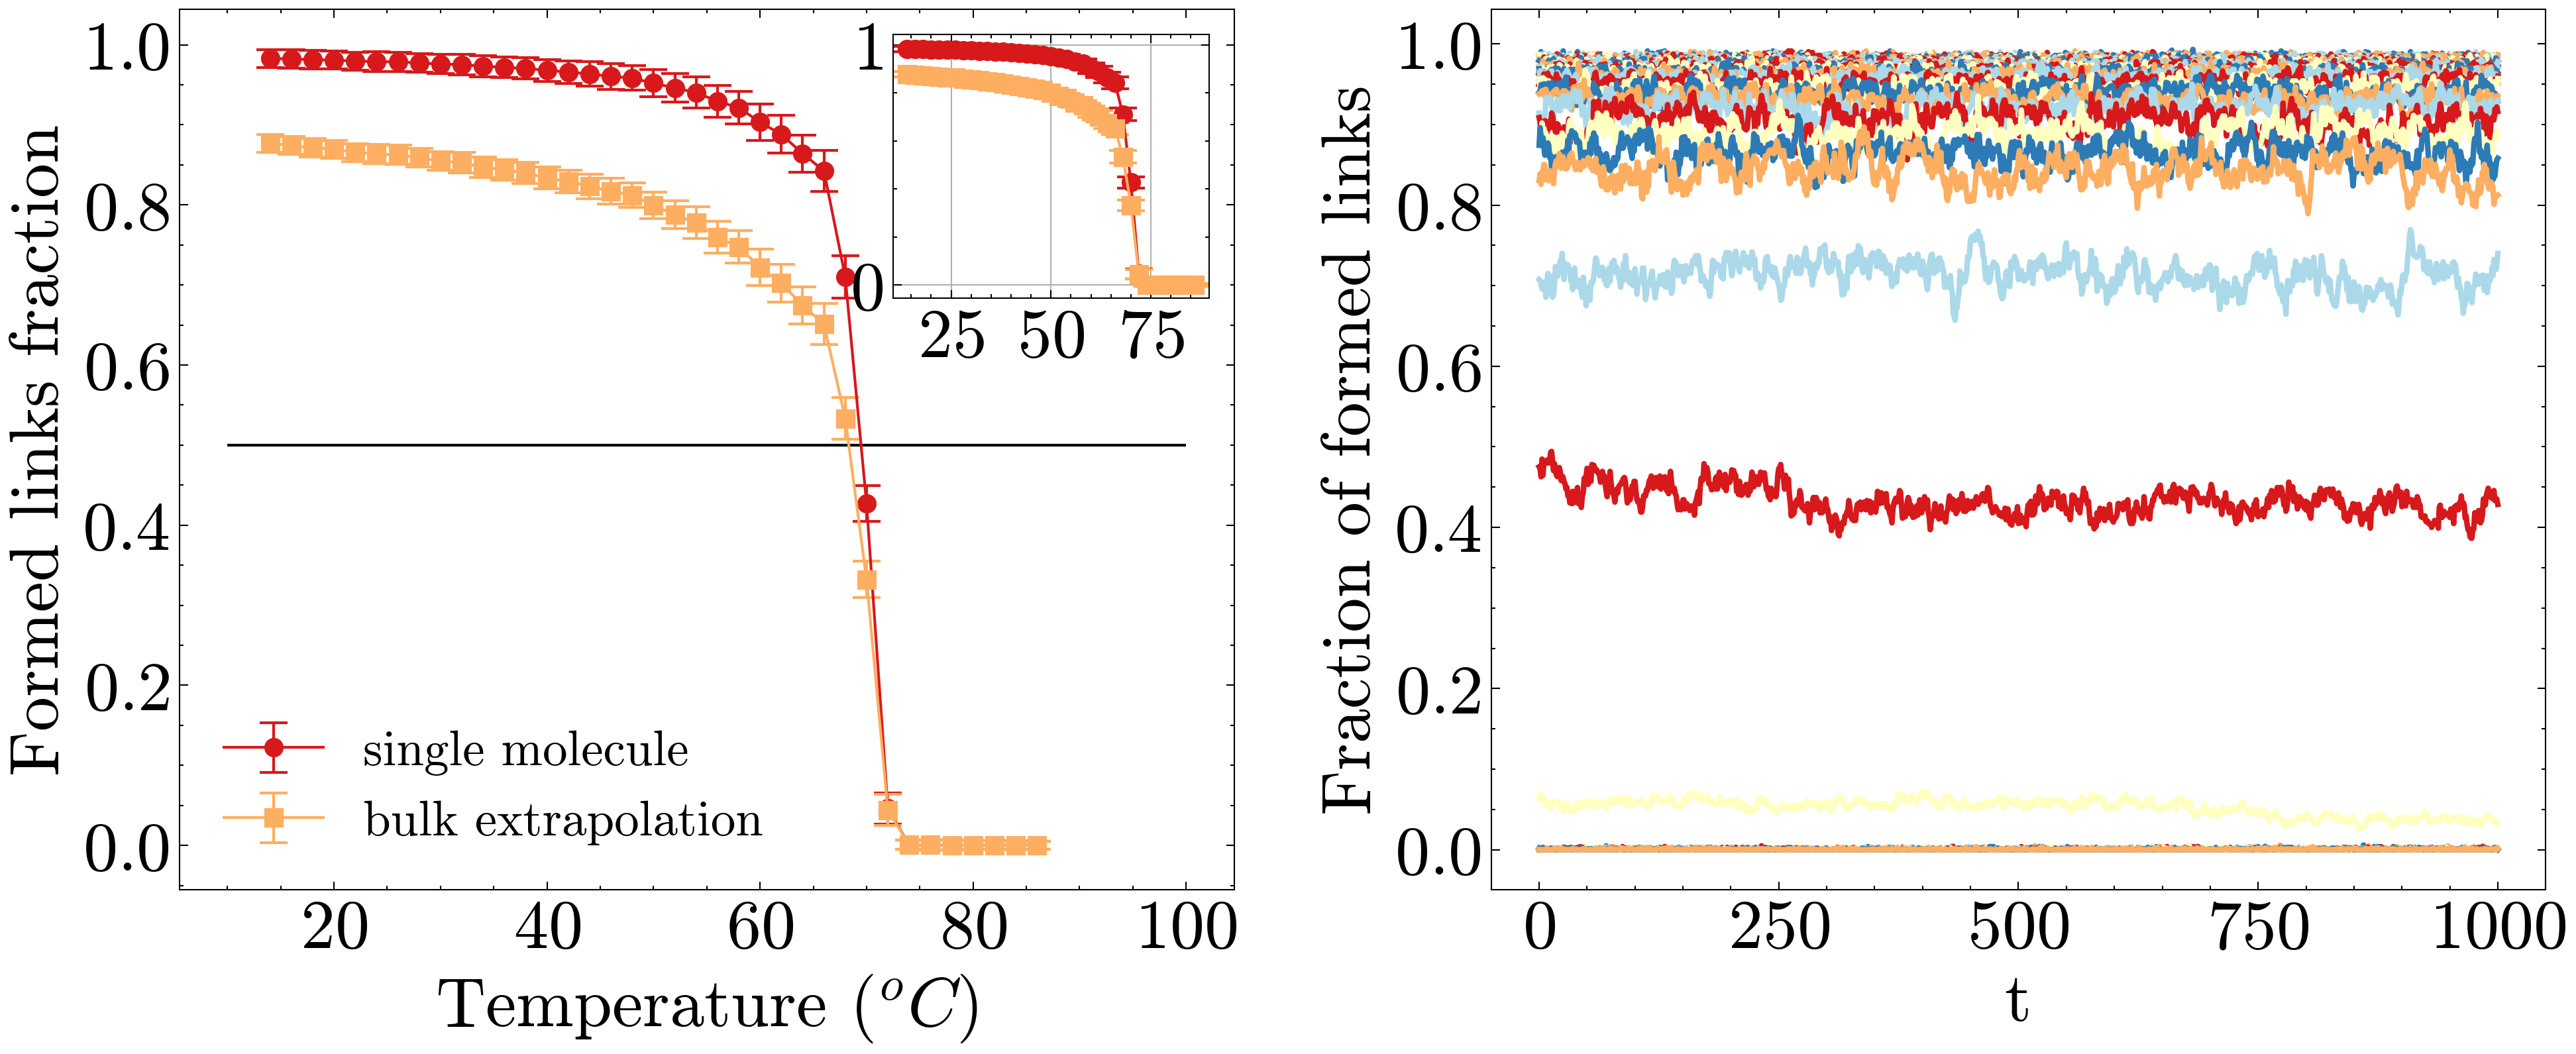 Formed links fraction
1.0
0.8
0.6
0.4
0.2
0.0
20 40 60 80 100
Temperature (°C)
single molecule
bulk extrapolation
1
0
25 50 75
Fraction of formed links
1.0
0.8
0.6
0.4
0.2
0.0
0 250 500 750 1000
t